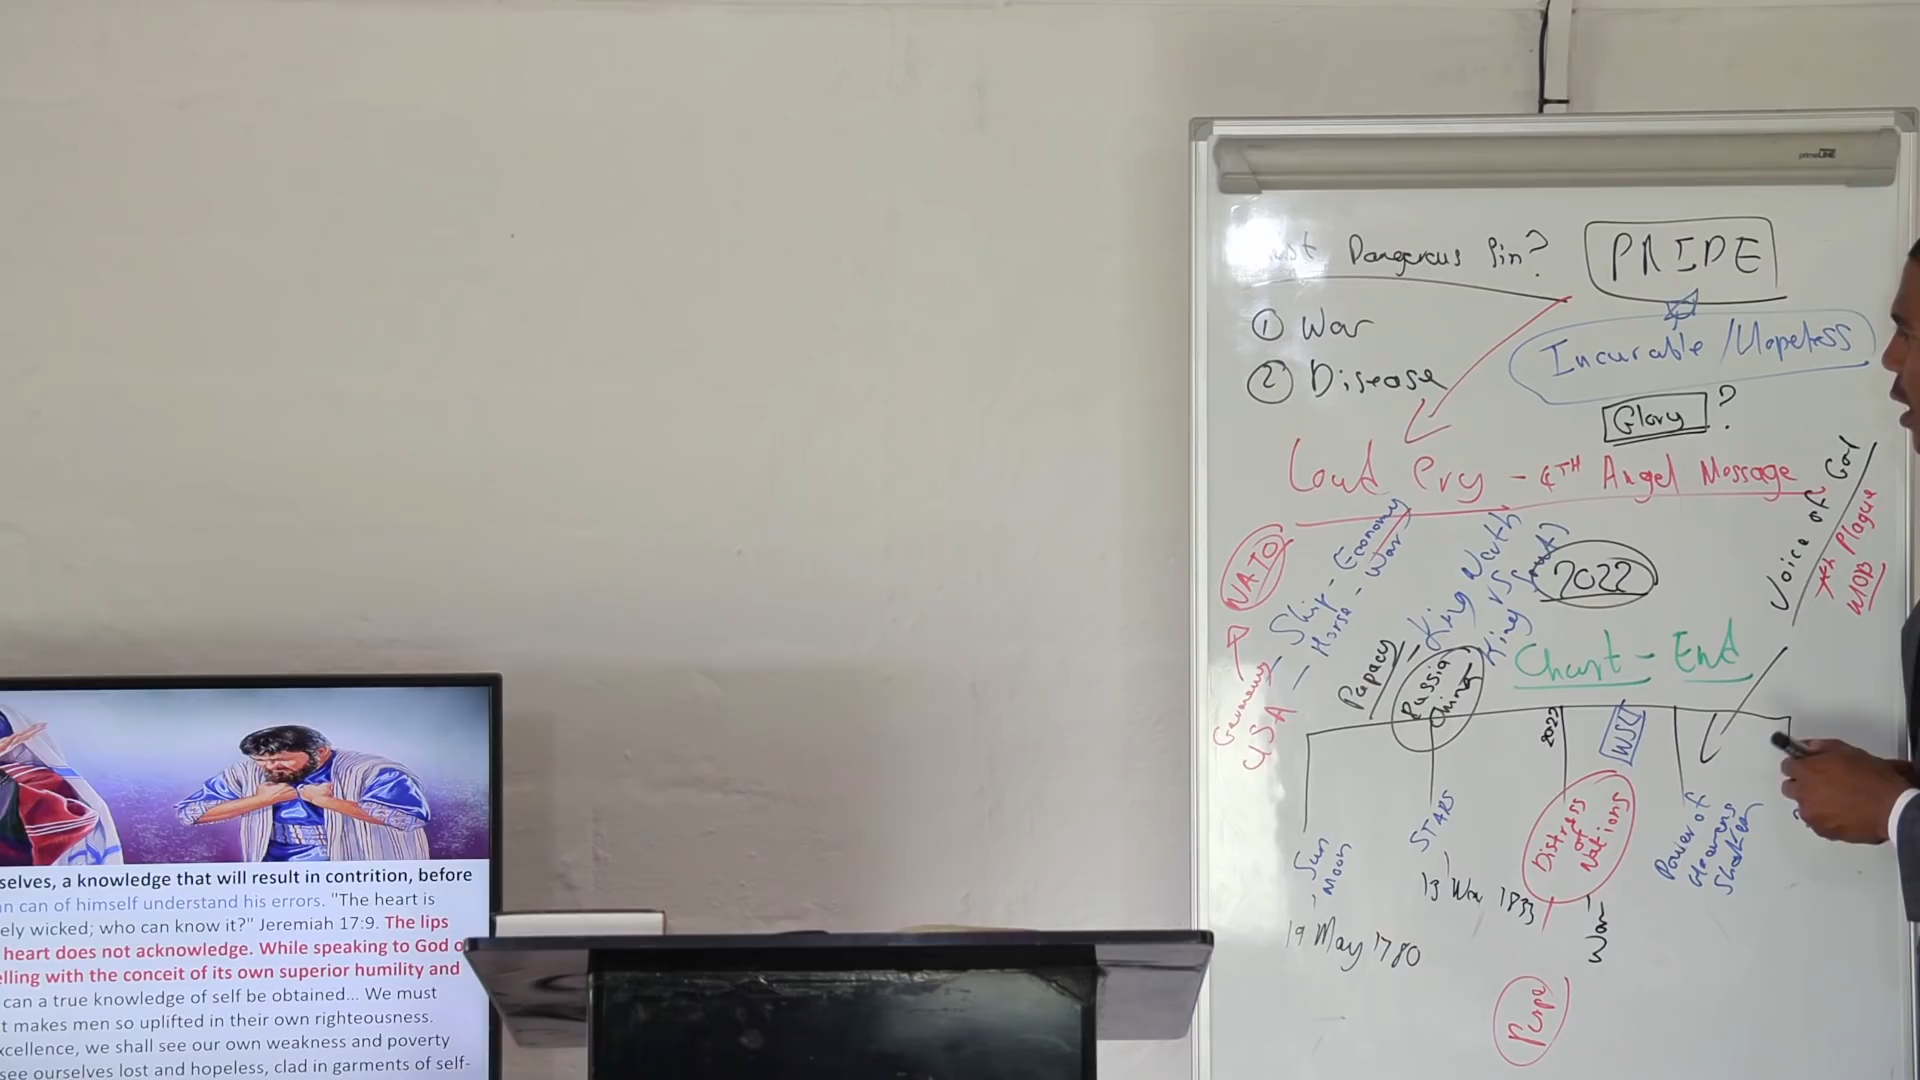 primeLINE
Dangerous Sin?
PRIDE
① War
② Disease
Incurable / Hopeless
Glory ?
Loud Cry - 4TH Angel Message
Voice of God
7th Plague
NATO
Germany
USA
- Ship - Economy
- Horse - War
Papacy - King North
vs
King South
Russia
China
2022
Chart - End
2022
WSL
Sun
Moon
19 May 1780
STARS
13 Nov 1833
Distress
of
Nations
War
Power of
Heavens
Shaken
selves, a knowledge that will result in contrition, before
n can of himself understand his errors. "The heart is
ely wicked; who can know it?" Jeremiah 17:9. The lips
heart does not acknowledge. While speaking to God o
elling with the conceit of its own superior humility and
can a true knowledge of self be obtained... We must
t makes men so uplifted in their own righteousness.
xcellence, we shall see our own weakness and poverty
see ourselves lost and hopeless, clad in garments of self-